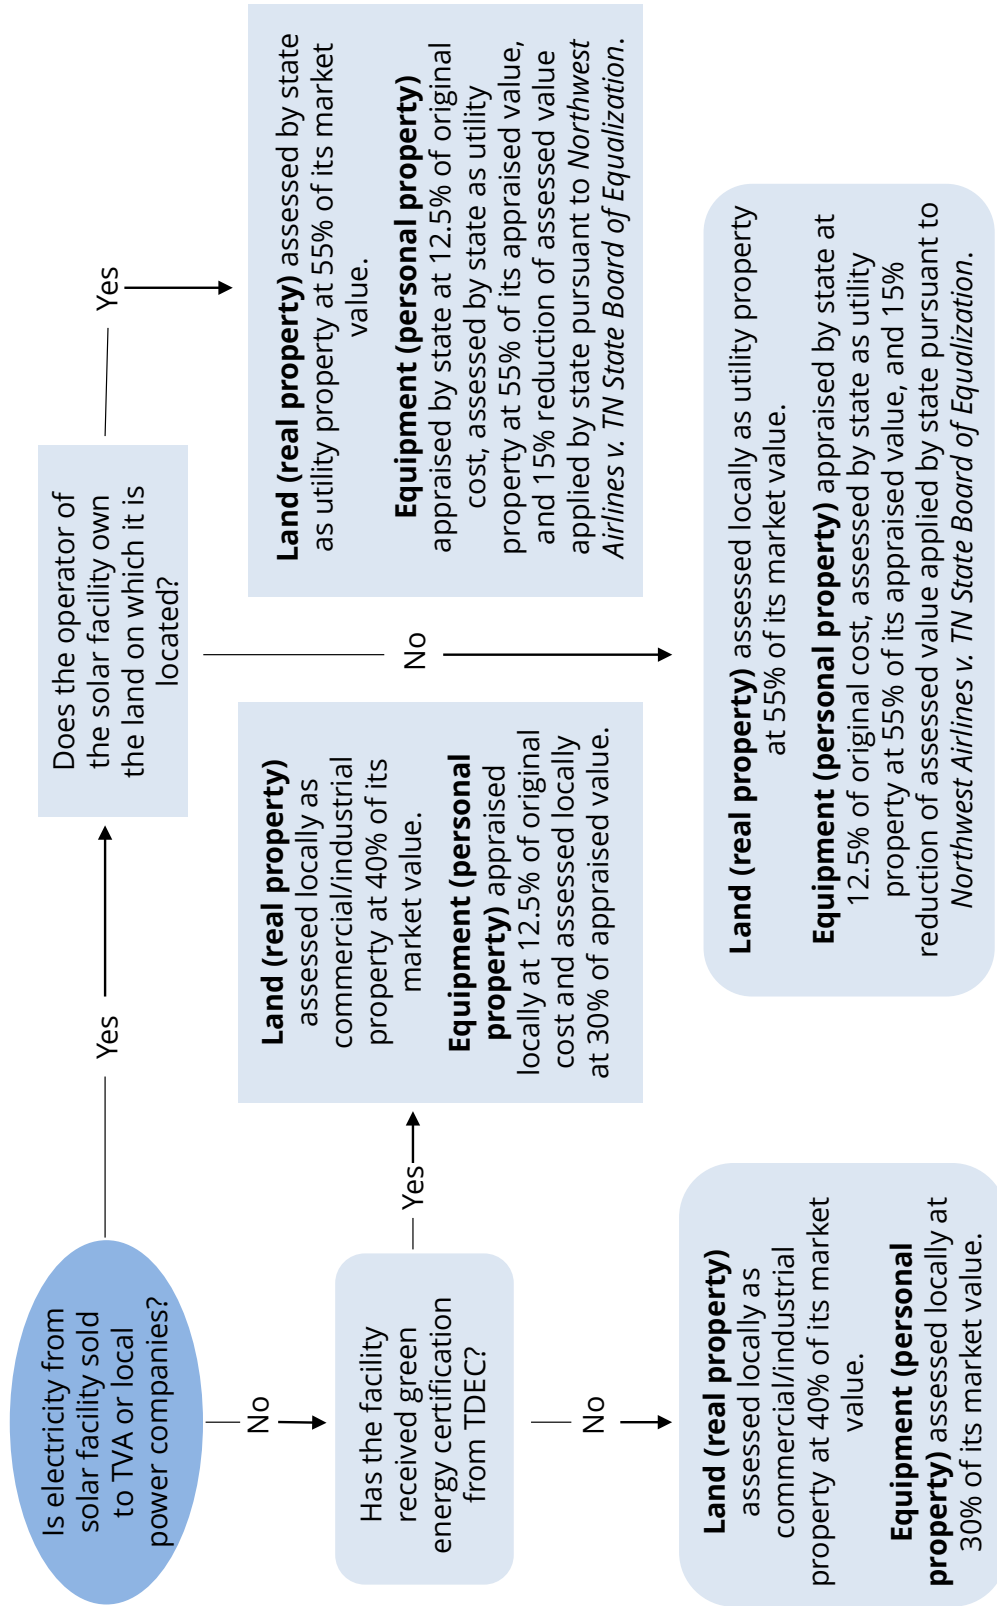 Is electricity from
solar facility sold
to TVA or local
power companies?
Yes
Does the operator of
the solar facility own
the land on which it is
located?
Yes
No
Has the facility
received green
energy certification
from TDEC?
Yes
Land (real property)
assessed locally as
commercial/industrial
property at 40% of its
market value.
Equipment (personal
property) appraised
locally at 12.5% of original
cost and assessed locally
at 30% of appraised value.
No
Land (real property) assessed by state
as utility property at 55% of its market
value.
Equipment (personal property)
appraised by state at 12.5% of original
cost, assessed by state as utility
property at 55% of its appraised value,
and 15% reduction of assessed value
applied by state pursuant to Northwest
Airlines v. TN State Board of Equalization.
No
Land (real property)
assessed locally as
commercial/industrial
property at 40% of its market
value.
Equipment (personal
property) assessed locally at
30% of its market value.
Land (real property) assessed locally as utility property
at 55% of its market value.
Equipment (personal property) appraised by state at
12.5% of original cost, assessed by state as utility
property at 55% of its appraised value, and 15%
reduction of assessed value applied by state pursuant to
Northwest Airlines v. TN State Board of Equalization.